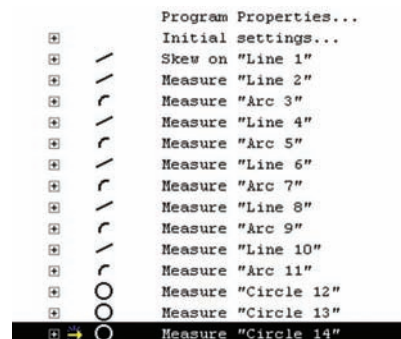 Program Properties...
Initial settings...
Skew on "Line 1"
Measure "Line 2"
Measure "Arc 3"
Measure "Line 4"
Measure "Arc 5"
Measure "Line 6"
Measure "Arc 7"
Measure "Line 8"
Measure "Arc 9"
Measure "Line 10"
Measure "Arc 11"
Measure "Circle 12"
Measure "Circle 13"
Measure "Circle 14"